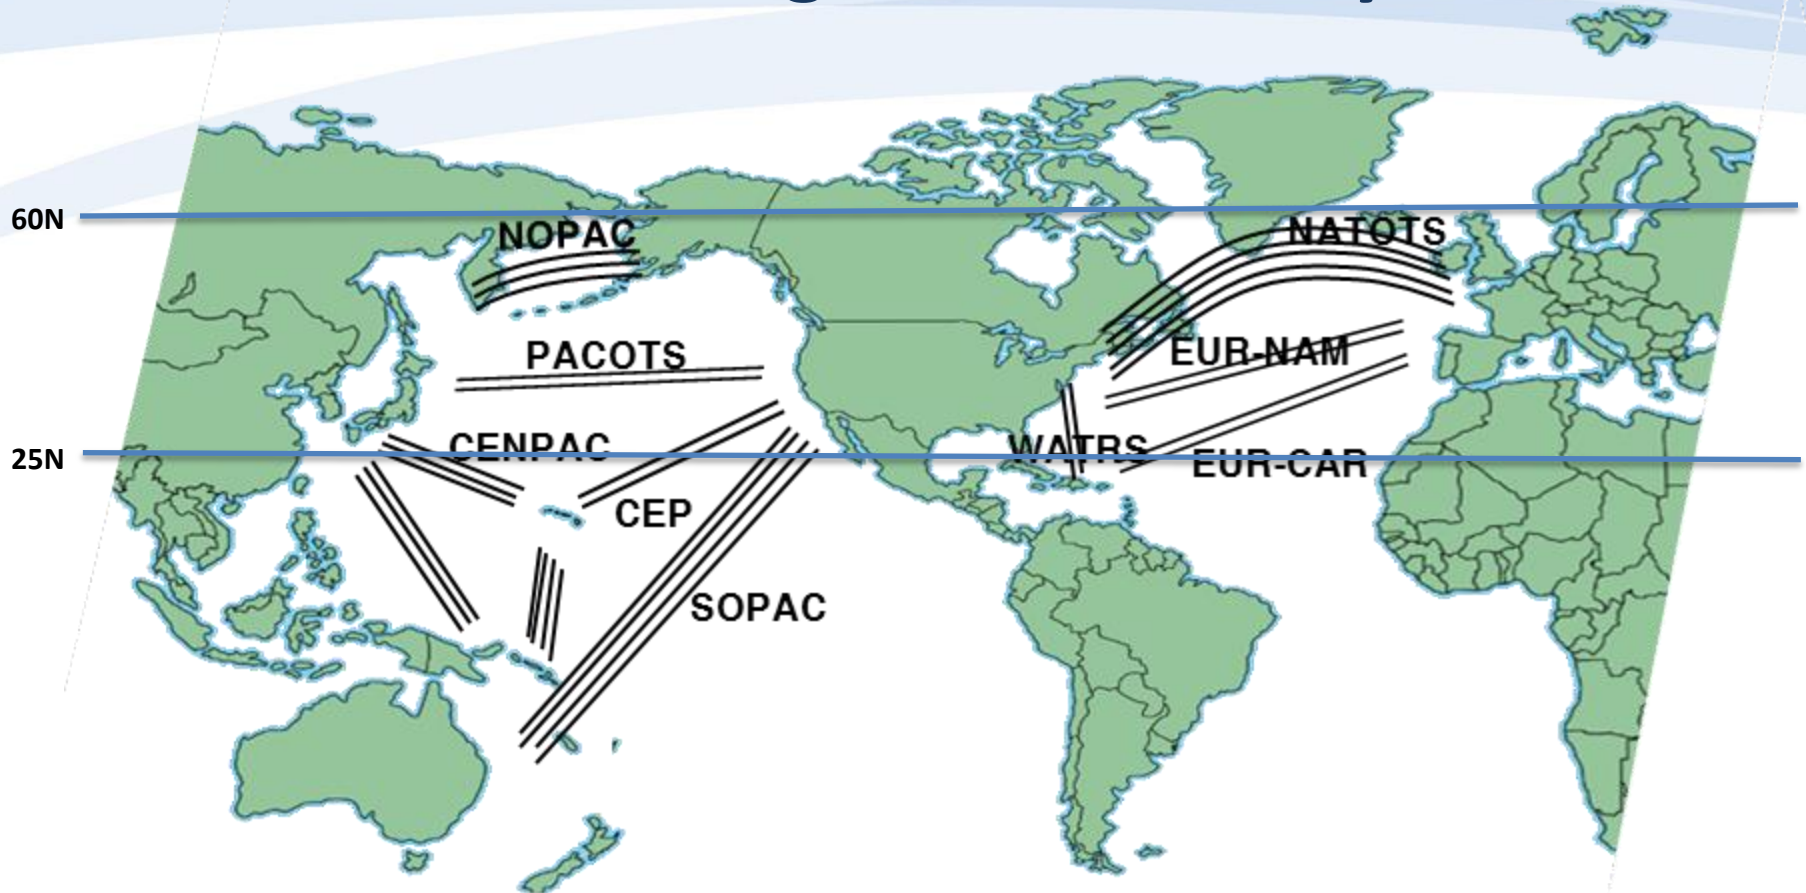 60N
NOPAC
NATOTS
PACOTS
EUR-NAM
CENPAC
WATRS
25N
EUR-CAR
CEP
SOPAC